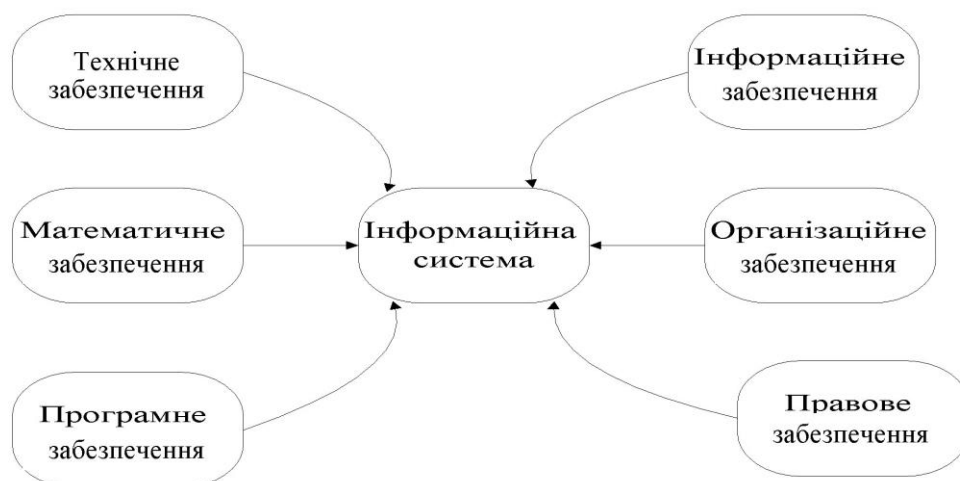 Технічне
забезпечення
Інформаційне
забезпечення
Математичне
забезпечення
Інформаційна
система
Організаційне
забезпечення
Програмне
забезпечення
Правове
забезпечення